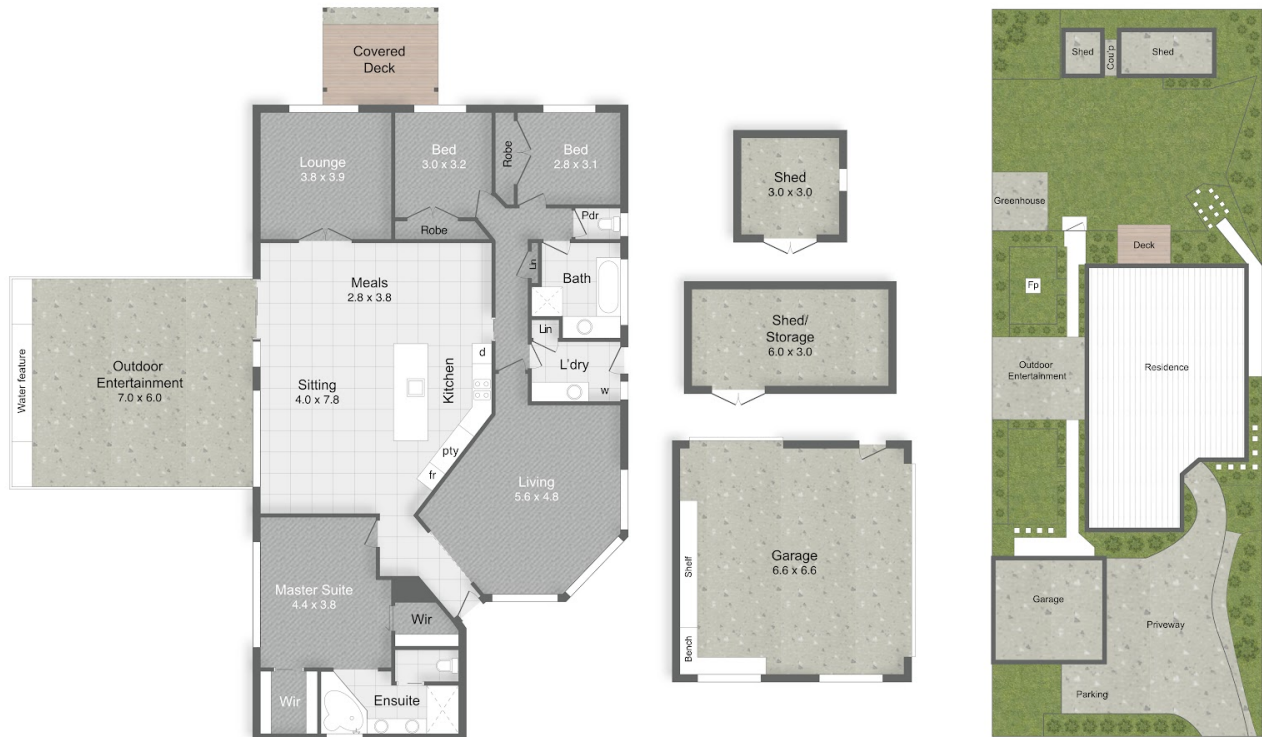 Covered
Deck
Lounge
3.8 x 3.9
Bed
3.0 x 3.2
Robe
Robe
Bed
2.8 x 3.1
Pdr
Lin
Bath
Meals
2.8 x 3.8
Lin
L'dry
w
d
Kitchen
Sitting
4.0 x 7.8
pty
fr
Water feature
Outdoor
Entertainment
7.0 x 6.0
Living
5.6 x 4.8
Master Suite
4.4 x 3.8
Wir
Wir
Ensuite
Shed
3.0 x 3.0
Shed/
Storage
6.0 x 3.0
Garage
6.6 x 6.6
Shelf
Bench
Shed
Cou'p
Shed
Greenhouse
Deck
Fp
Outdoor
Entertainment
Residence
Garage
Priveway
Parking